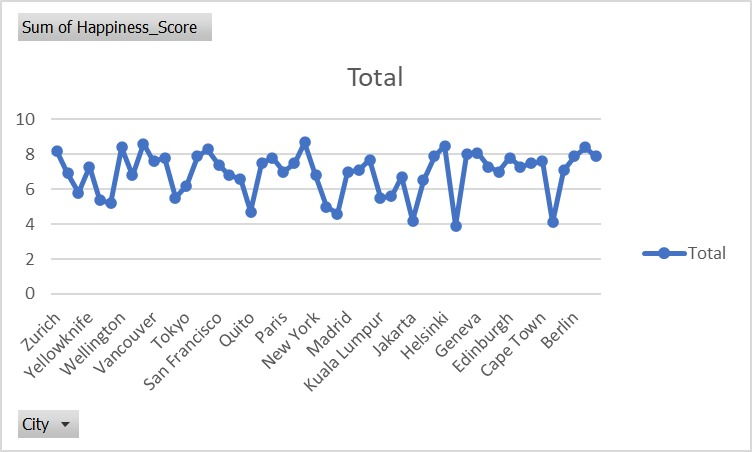 Sum of Happiness_Score
Total
10
8
6
4
2
0
Total
Zurich
Yellowknife
Wellington
Vancouver
Tokyo
San Francisco
Quito
Paris
New York
Madrid
Kuala Lumpur
Jakarta
Helsinki
Geneva
Edinburgh
Cape Town
Berlin
City